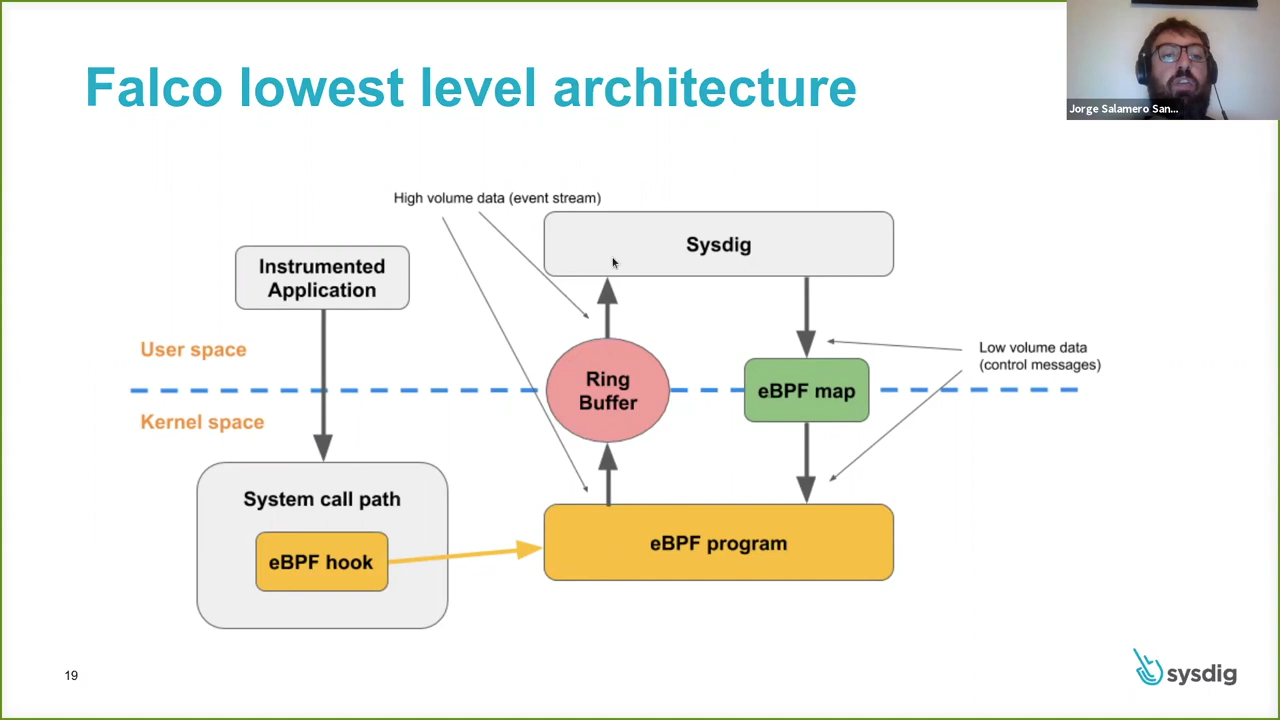 Falco lowest level architecture
Jorge Salamero San...
High volume data (event stream)
Sysdig
Instrumented
Application
User space
Low volume data
(control messages)
Ring
Buffer
eBPF map
Kernel space
System call path
eBPF hook
eBPF program
19
sysdig